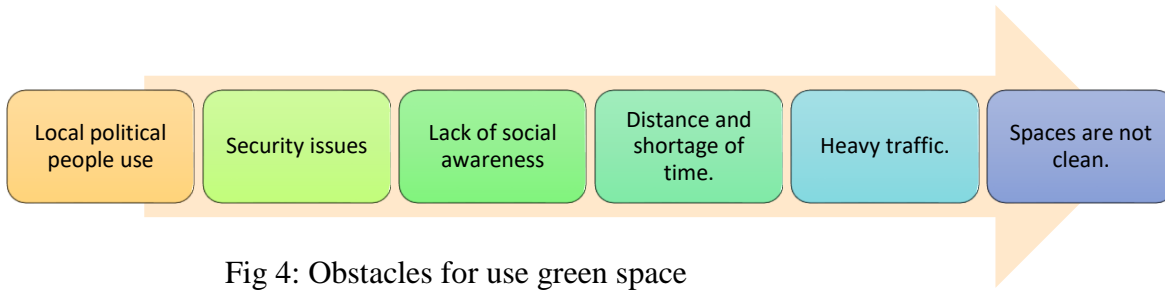 Local political
people use
Security issues
Lack of social
awareness
Distance and
shortage of
time.
Heavy traffic.
Spaces are not
clean.
Fig 4: Obstacles for use green space